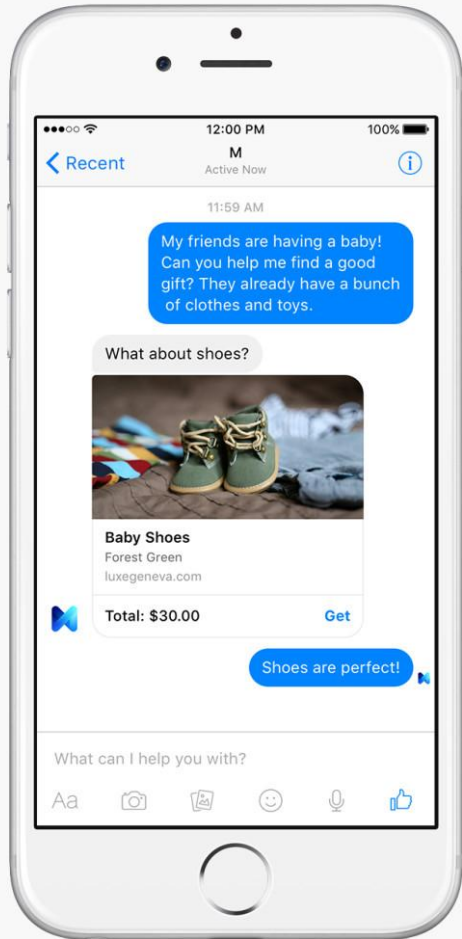 12:00 PM
100%
Recent
M
Active Now
11:59 AM
My friends are having a baby!
Can you help me find a good
gift? They already have a bunch
of clothes and toys.
What about shoes?
Baby Shoes
Forest Green
luxegeneva.com
Total: $30.00
Get
Shoes are perfect!
What can I help you with?
Aa